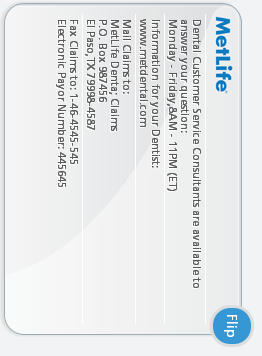 MetLife
Dental Customer Service Consultants are available to
answer your question:
Monday - Friday,8AM - 11PM (ET)
Information for your Dentist:
www.metdental.com
Mail Claims to:
MetLife Dental Claims
P.O. Box 987456
El Paso,TX 79998-4587
Fax Claims to: 1-46-4545-545
Electronic Payor Number: 445645
Flip